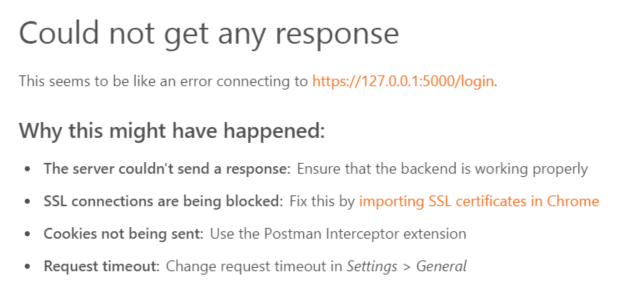 Could not get any response
This seems to be like an error connecting to https://127.0.0.1:5000/login.
Why this might have happened:
• The server couldn't send a response: Ensure that the backend is working properly
• SSL connections are being blocked: Fix this by importing SSL certificates in Chrome
• Cookies not being sent: Use the Postman Interceptor extension
• Request timeout: Change request timeout in Settings > General